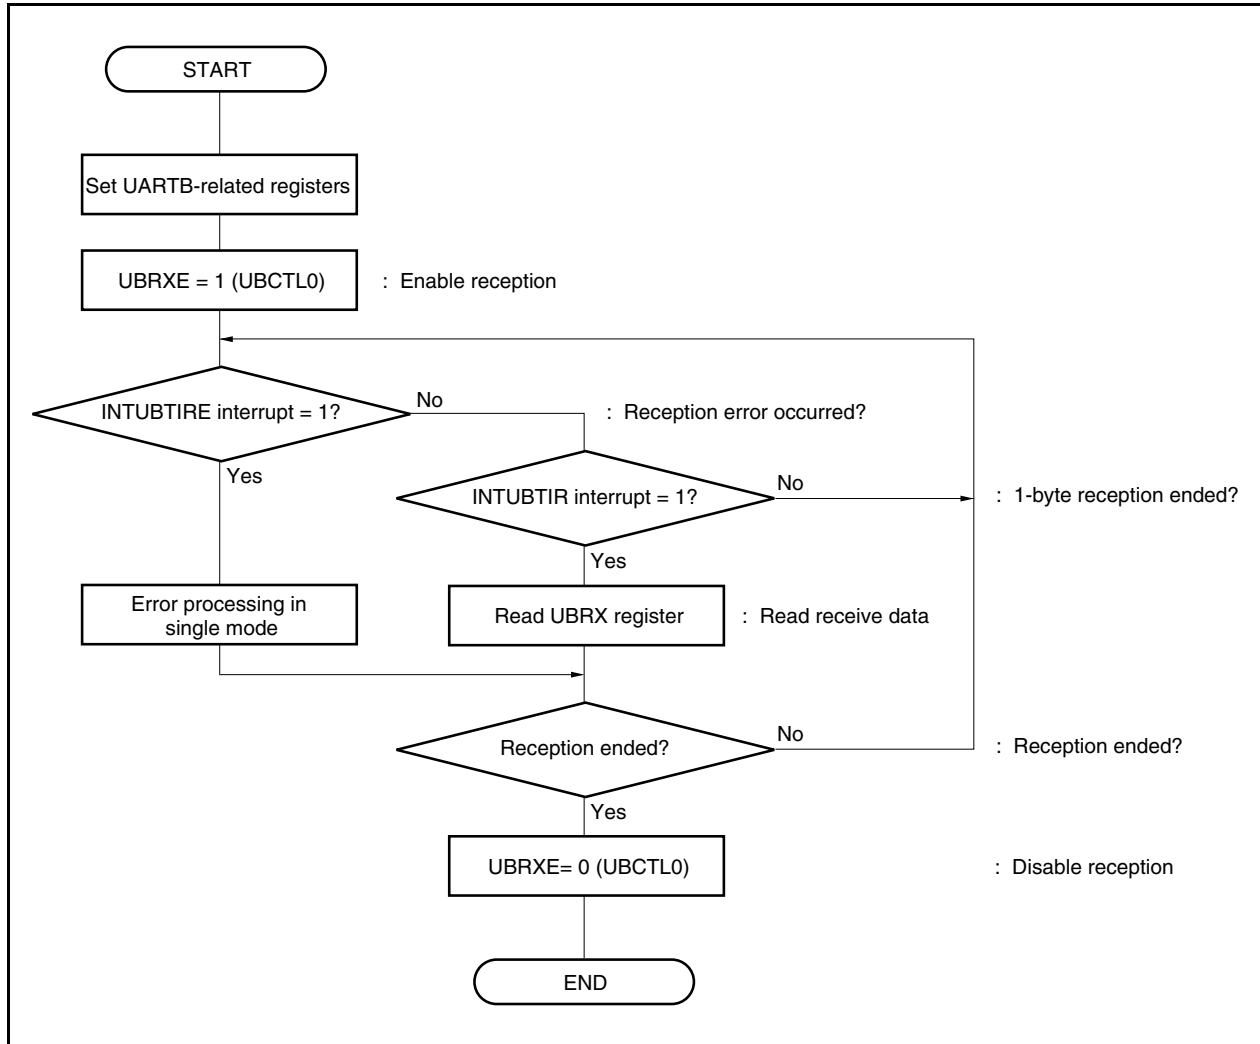 START
Set UARTB-related registers
UBRXE = 1 (UBCTL0)
: Enable reception
INTUBTIRE interrupt = 1?
No
: Reception error occurred?
Yes
INTUBTIR interrupt = 1?
No
: 1-byte reception ended?
Yes
Error processing in
single mode
Read UBRX register
: Read receive data
Reception ended?
No
: Reception ended?
Yes
UBRXE= 0 (UBCTL0)
: Disable reception
END